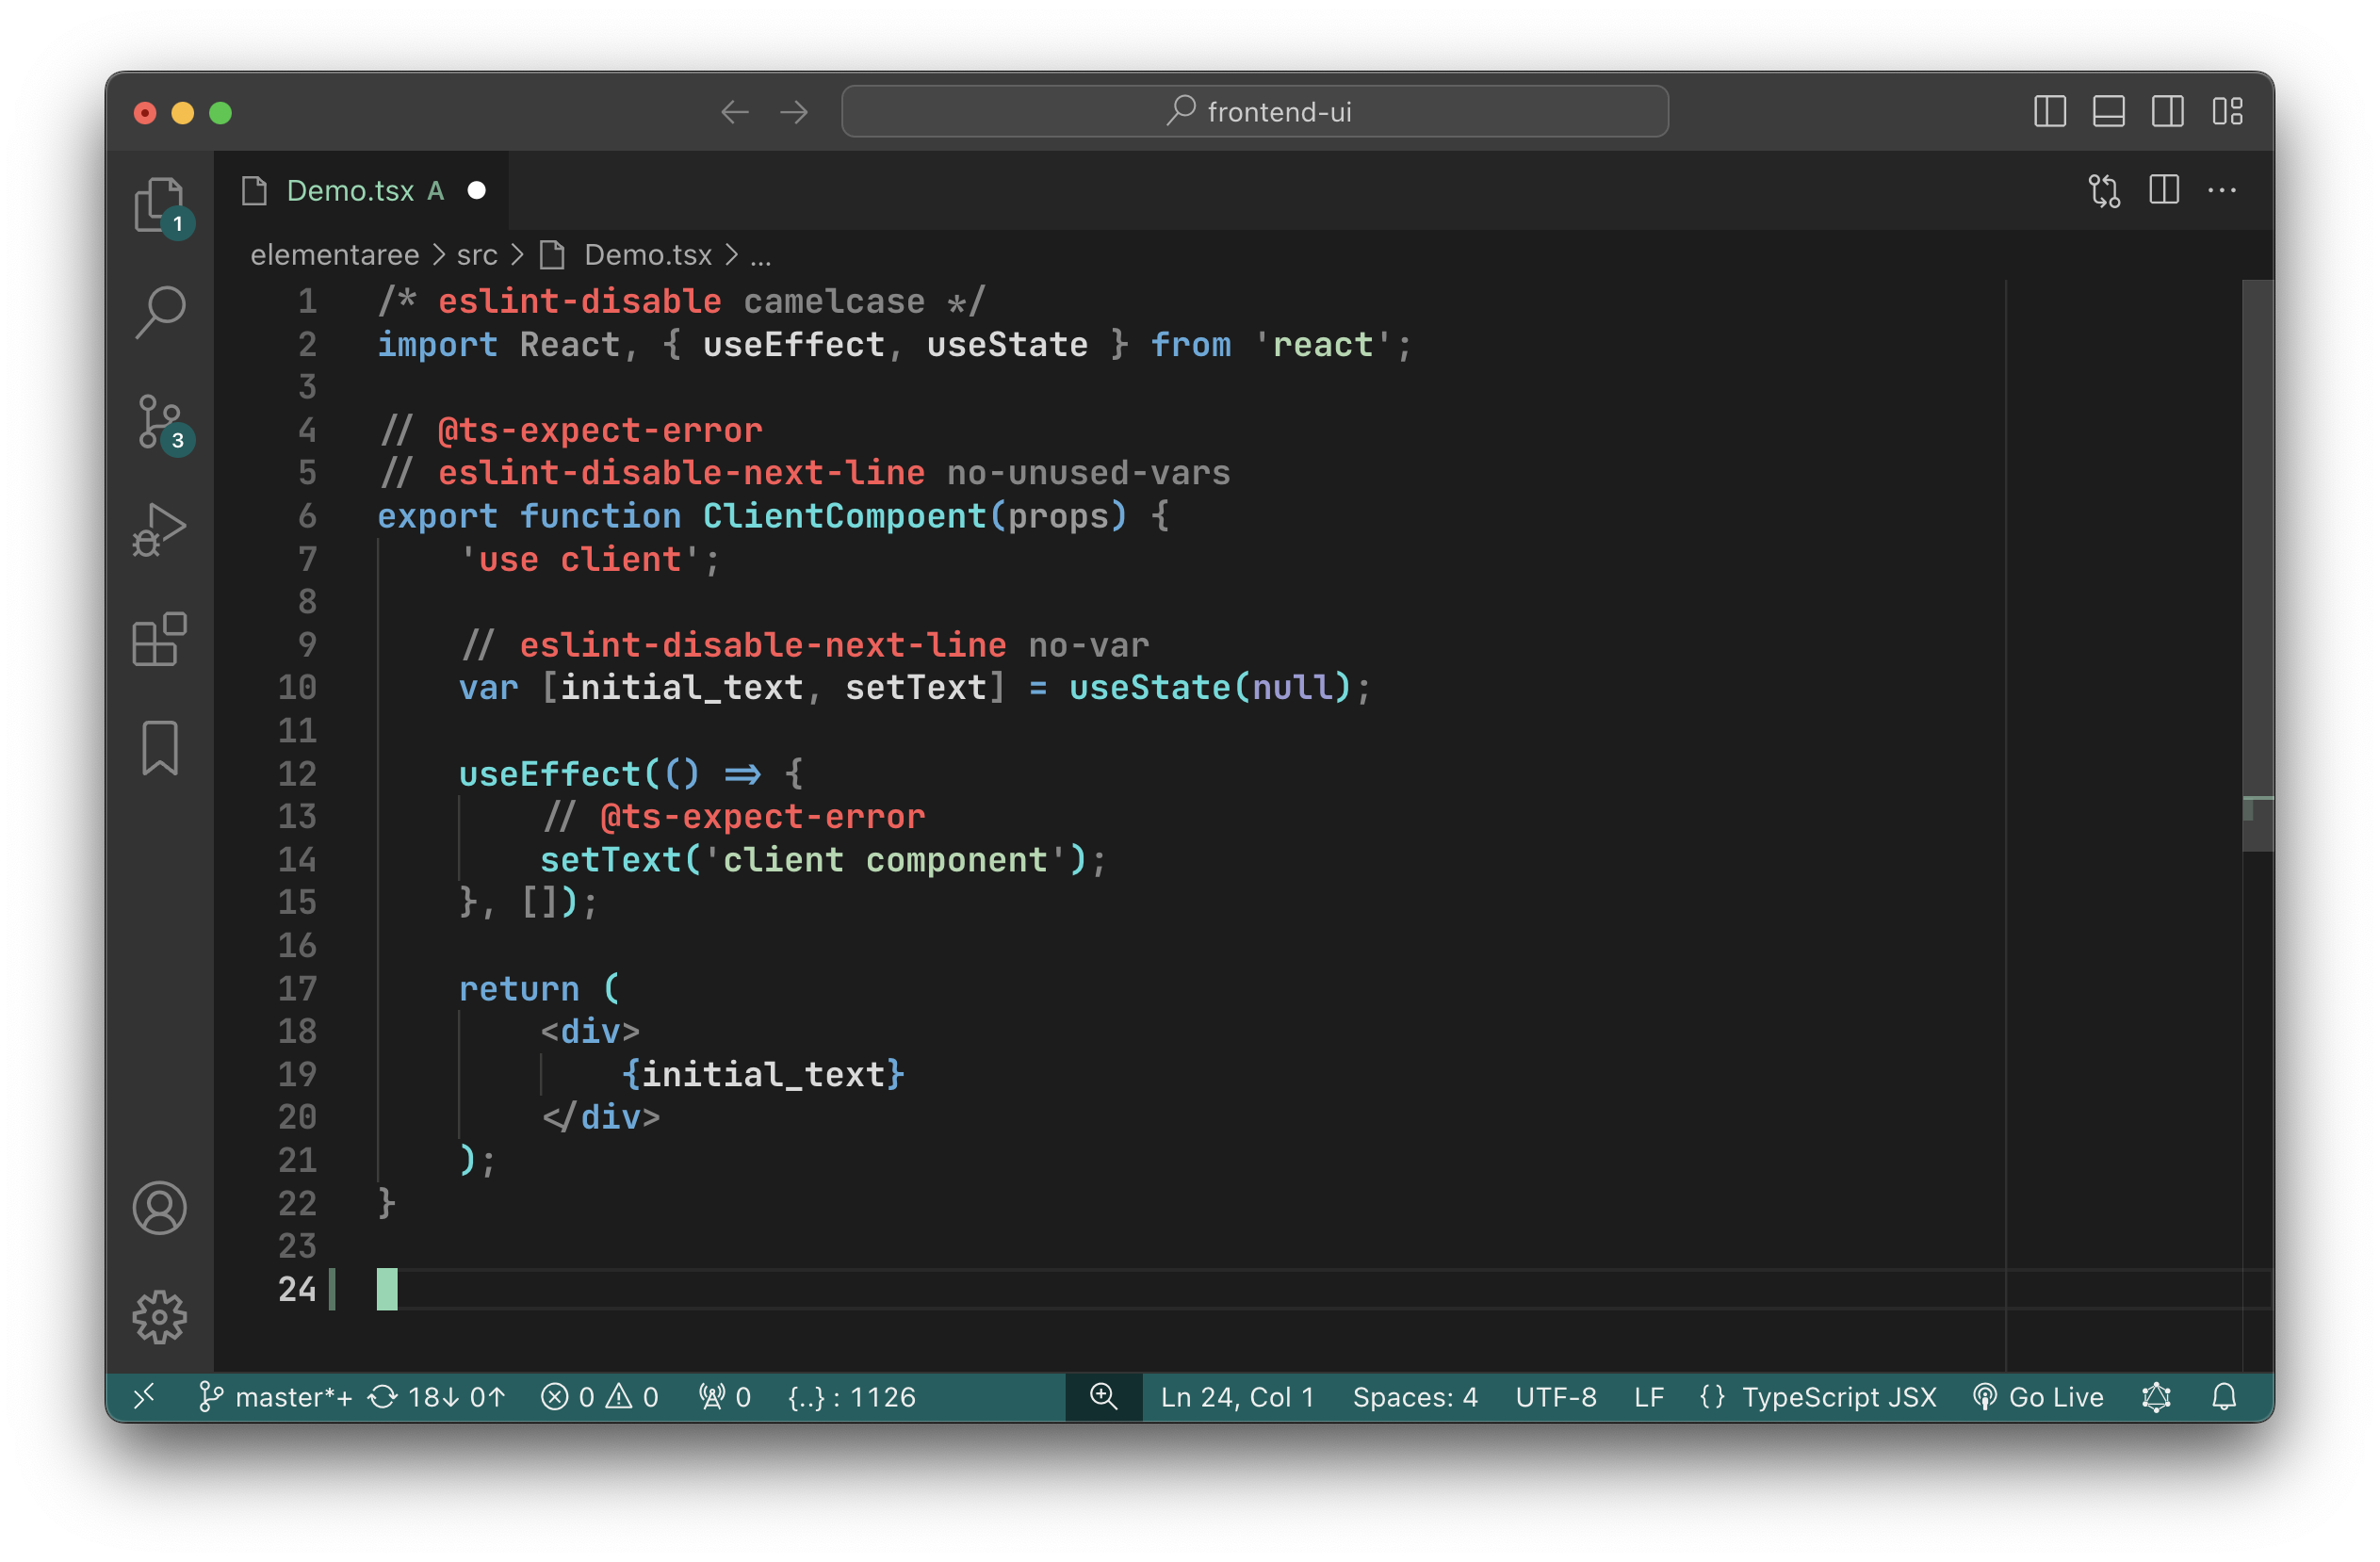 frontend-ui
Demo.tsx A
1
elementaree > src > Demo.tsx > ...
1 /* eslint-disable camelcase */
2 import React, { useEffect, useState } from 'react';
3
4 // @ts-expect-error
3
5 // eslint-disable-next-line no-unused-vars
6 export function ClientCompoent(props) {
7     'use client';
8
9     // eslint-disable-next-line no-var
10     var [initial_text, setText] = useState(null);
11
12     useEffect(() => {
13         // @ts-expect-error
14         setText('client component');
15     }, []);
16
17     return (
18         <div>
19             {initial_text}
20         </div>
21     );
22 }
23
24
master*+ 18↓ 0↑ 0 0 0 {..} : 1126 Ln 24, Col 1 Spaces: 4 UTF-8 LF {} TypeScript JSX Go Live